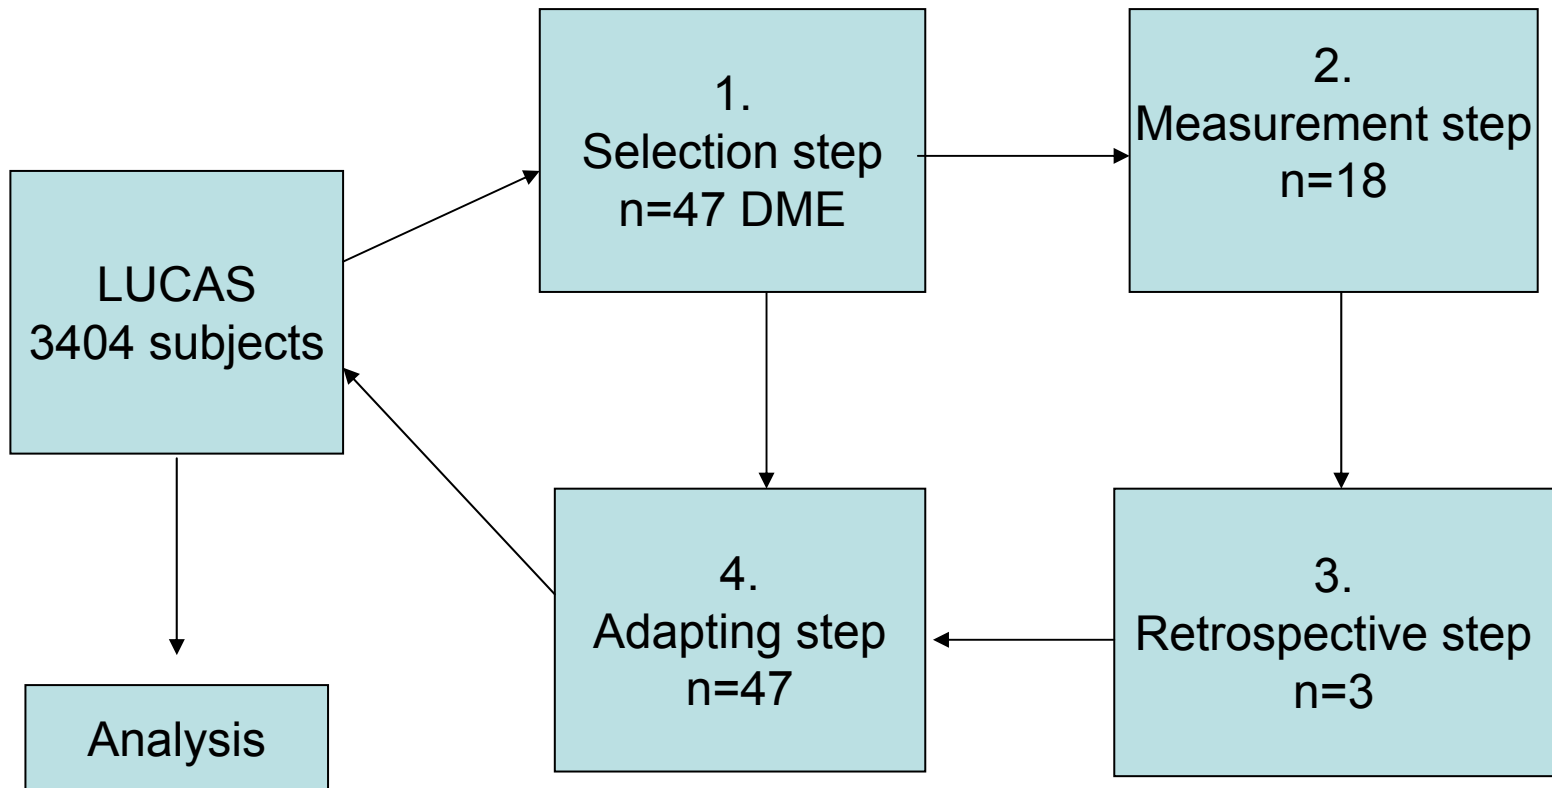 LUCAS
3404 subjects
1.
Selection step
n=47 DME
2.
Measurement step
n=18
3.
Retrospective step
n=3
4.
Adapting step
n=47
Analysis